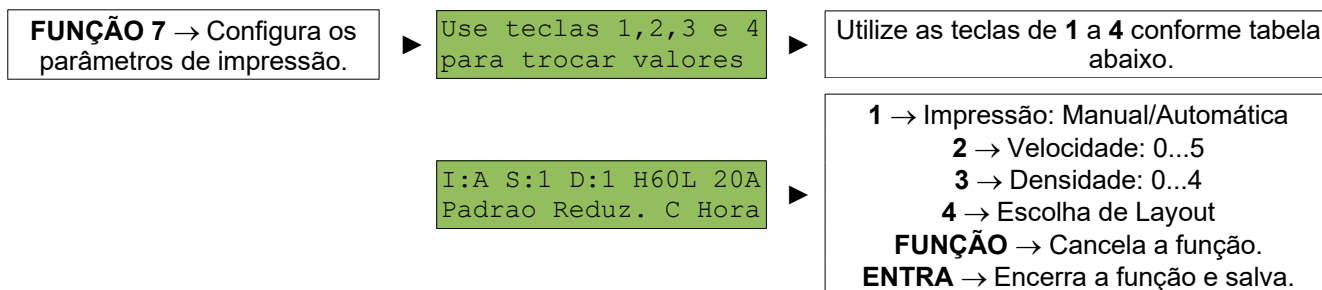 FUNÇÃO 7 → Configura os
parâmetros de impressão.
Use teclas 1,2,3 e 4
para trocar valores
Utilize as teclas de 1 a 4 conforme tabela
abaixo.
I:A S:1 D:1 H60L 20A
Padrao Reduz. C Hora
1 → Impressão: Manual/Automática
2 → Velocidade: 0...5
3 → Densidade: 0...4
4 → Escolha de Layout
FUNÇÃO → Cancela a função.
ENTRA → Encerra a função e salva.